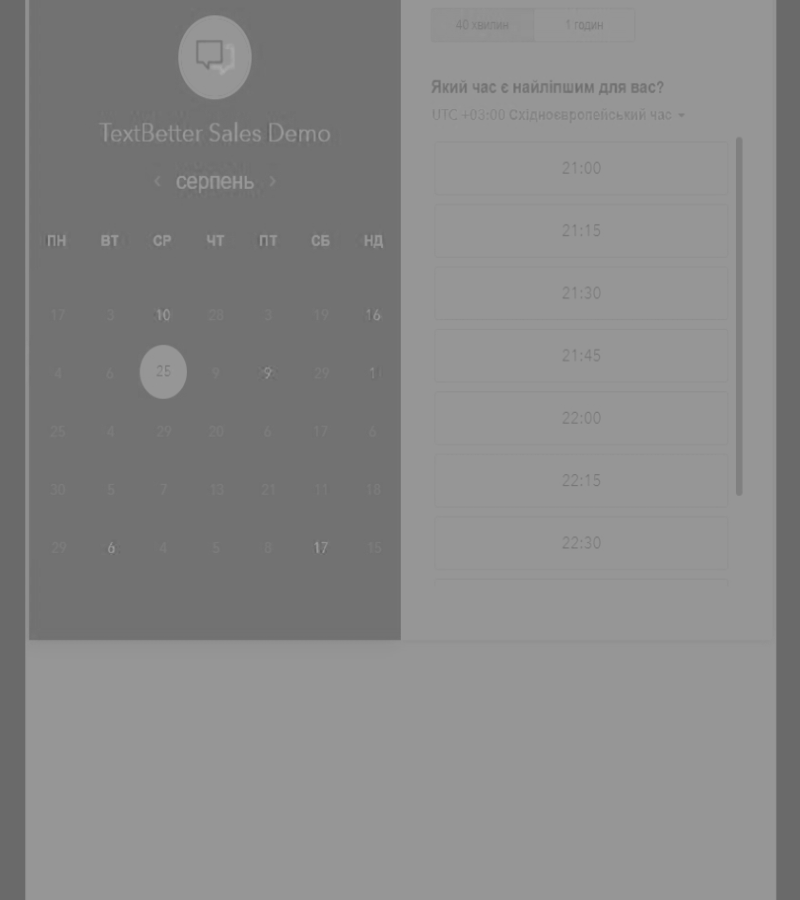 TextBetter Sales Demo
‹ серпень ›
ПН ВТ СР ЧТ ПТ СБ НД
17 3 10 28 3 19 16
4 6 25 9 9 29 1
25 4 29 20 6 17 6
30 5 7 13 21 11 18
29 6 4 5 8 17 15
40 хвилин 1 годин
Який час є найліпшим для вас?
UTC +03:00 Східноєвропейський час
21:00
21:15
21:30
21:45
22:00
22:15
22:30